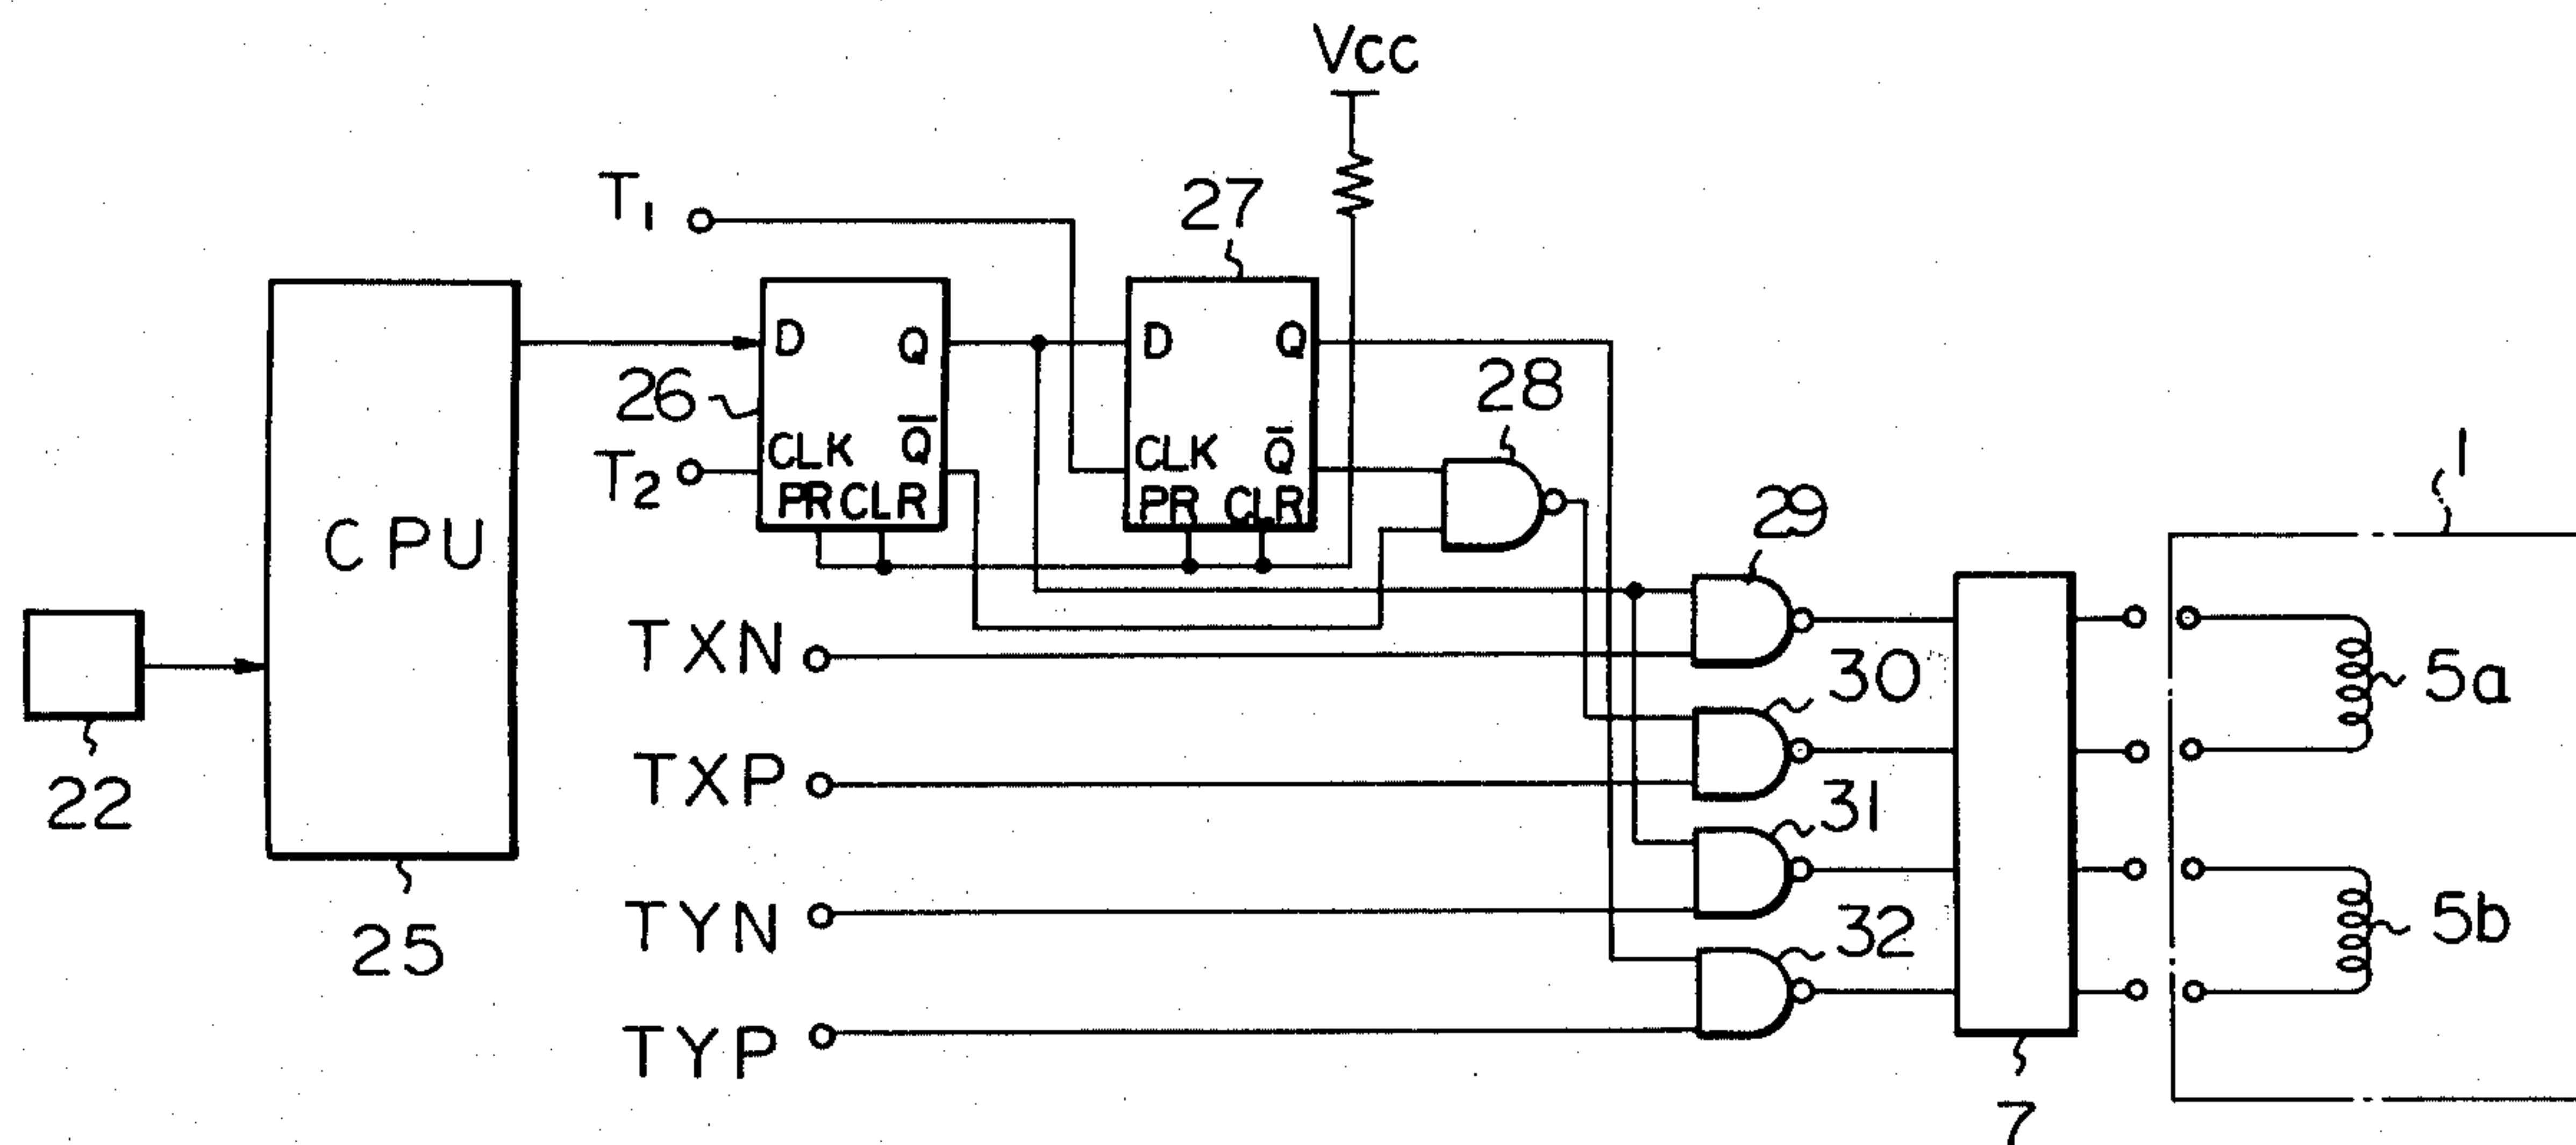 Vcc
T1
27
D
Q
D
Q
28
26
CLK
Q̅
CLK
Q̅
T2
PR
CLR
PR
CLR
1
29
CPU
TXN
30
5a
22
TXP
31
25
TYN
32
5b
TYP
7